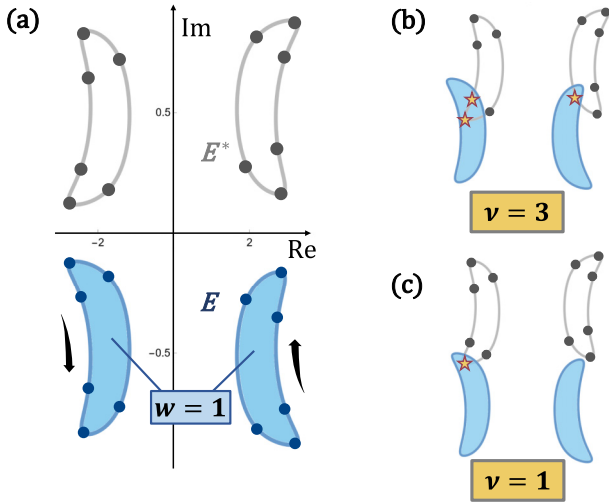 (a)
Im
0.5
E*
−2
2
Re
E
−0.5
w = 1
(b)
ν = 3
(c)
ν = 1